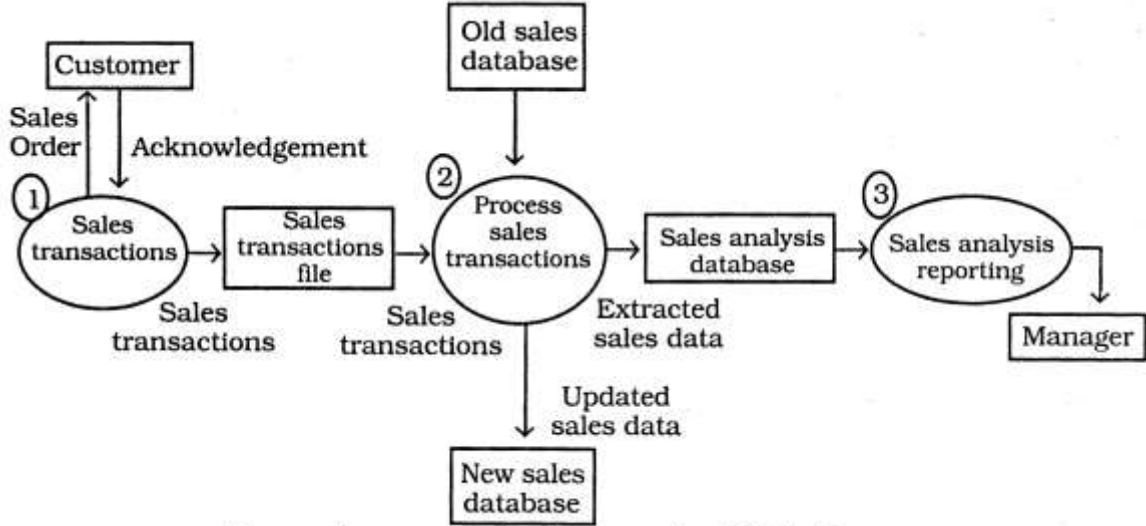 Customer
Old sales
database
Sales
Order
Acknowledgement
1
Sales
transactions
Sales
transactions
file
2
Process
sales
transactions
Sales analysis
database
3
Sales analysis
reporting
Sales
transactions
Sales
transactions
Extracted
sales data
Manager
Updated
sales data
New sales
database